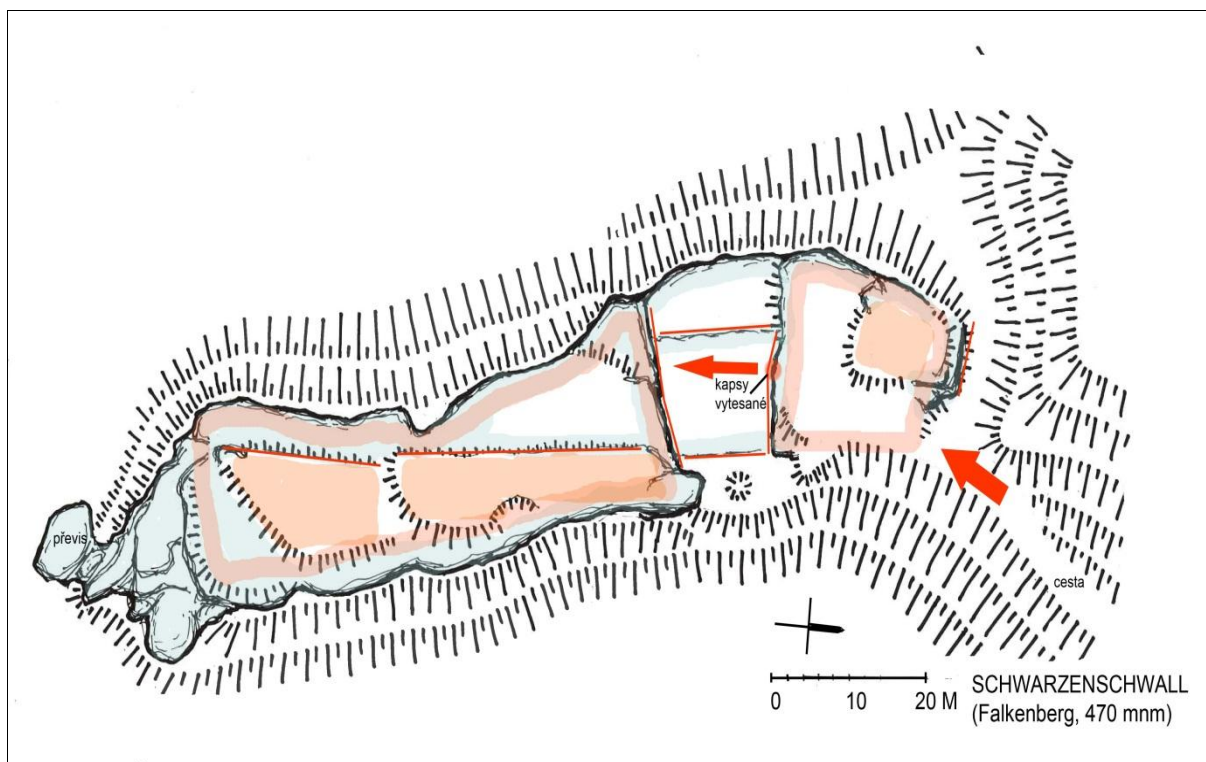 kapsy
vytesané
převis
cesta
0 10 20 M
SCHWARZENSCHWALL
(Falkenberg, 470 mnm)